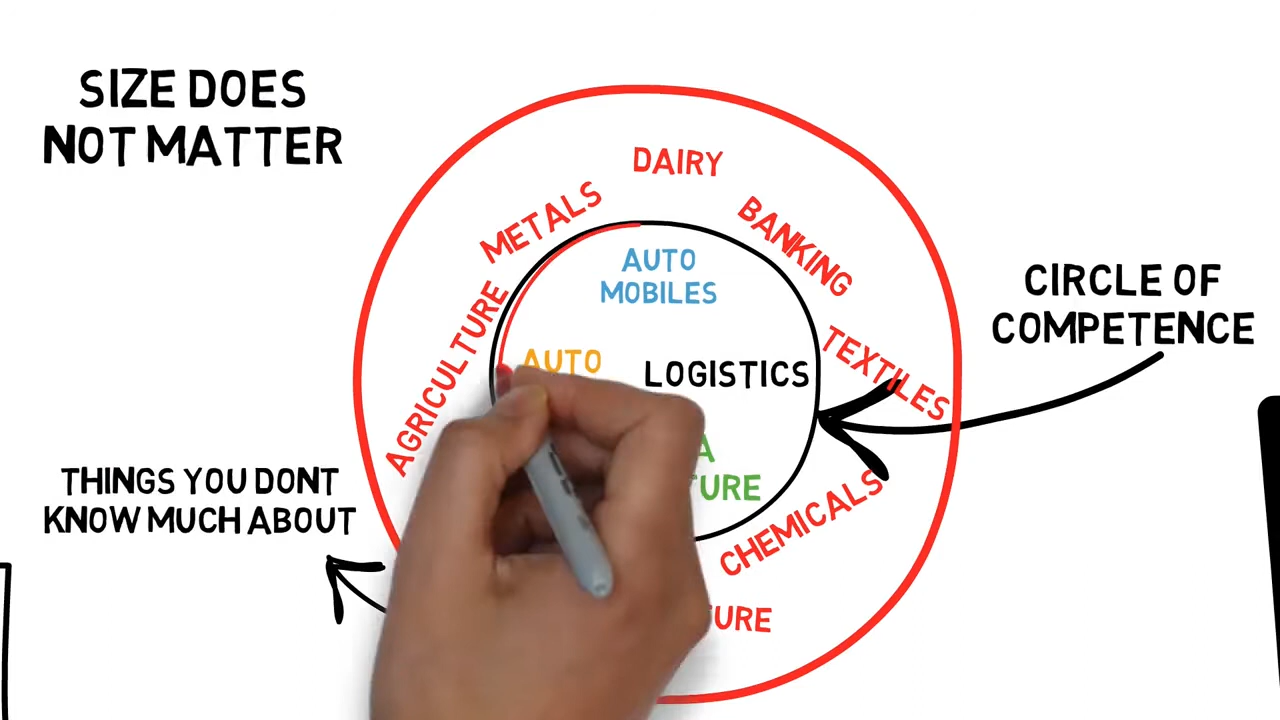 SIZE DOES
NOT MATTER
DAIRY
METALS
BANKING
AUTO
MOBILES
AGRICULTURE
CIRCLE OF
COMPETENCE
TEXTILES
AUTO
LOGISTICS
THINGS YOU DONT
KNOW MUCH ABOUT
CHEMICALS